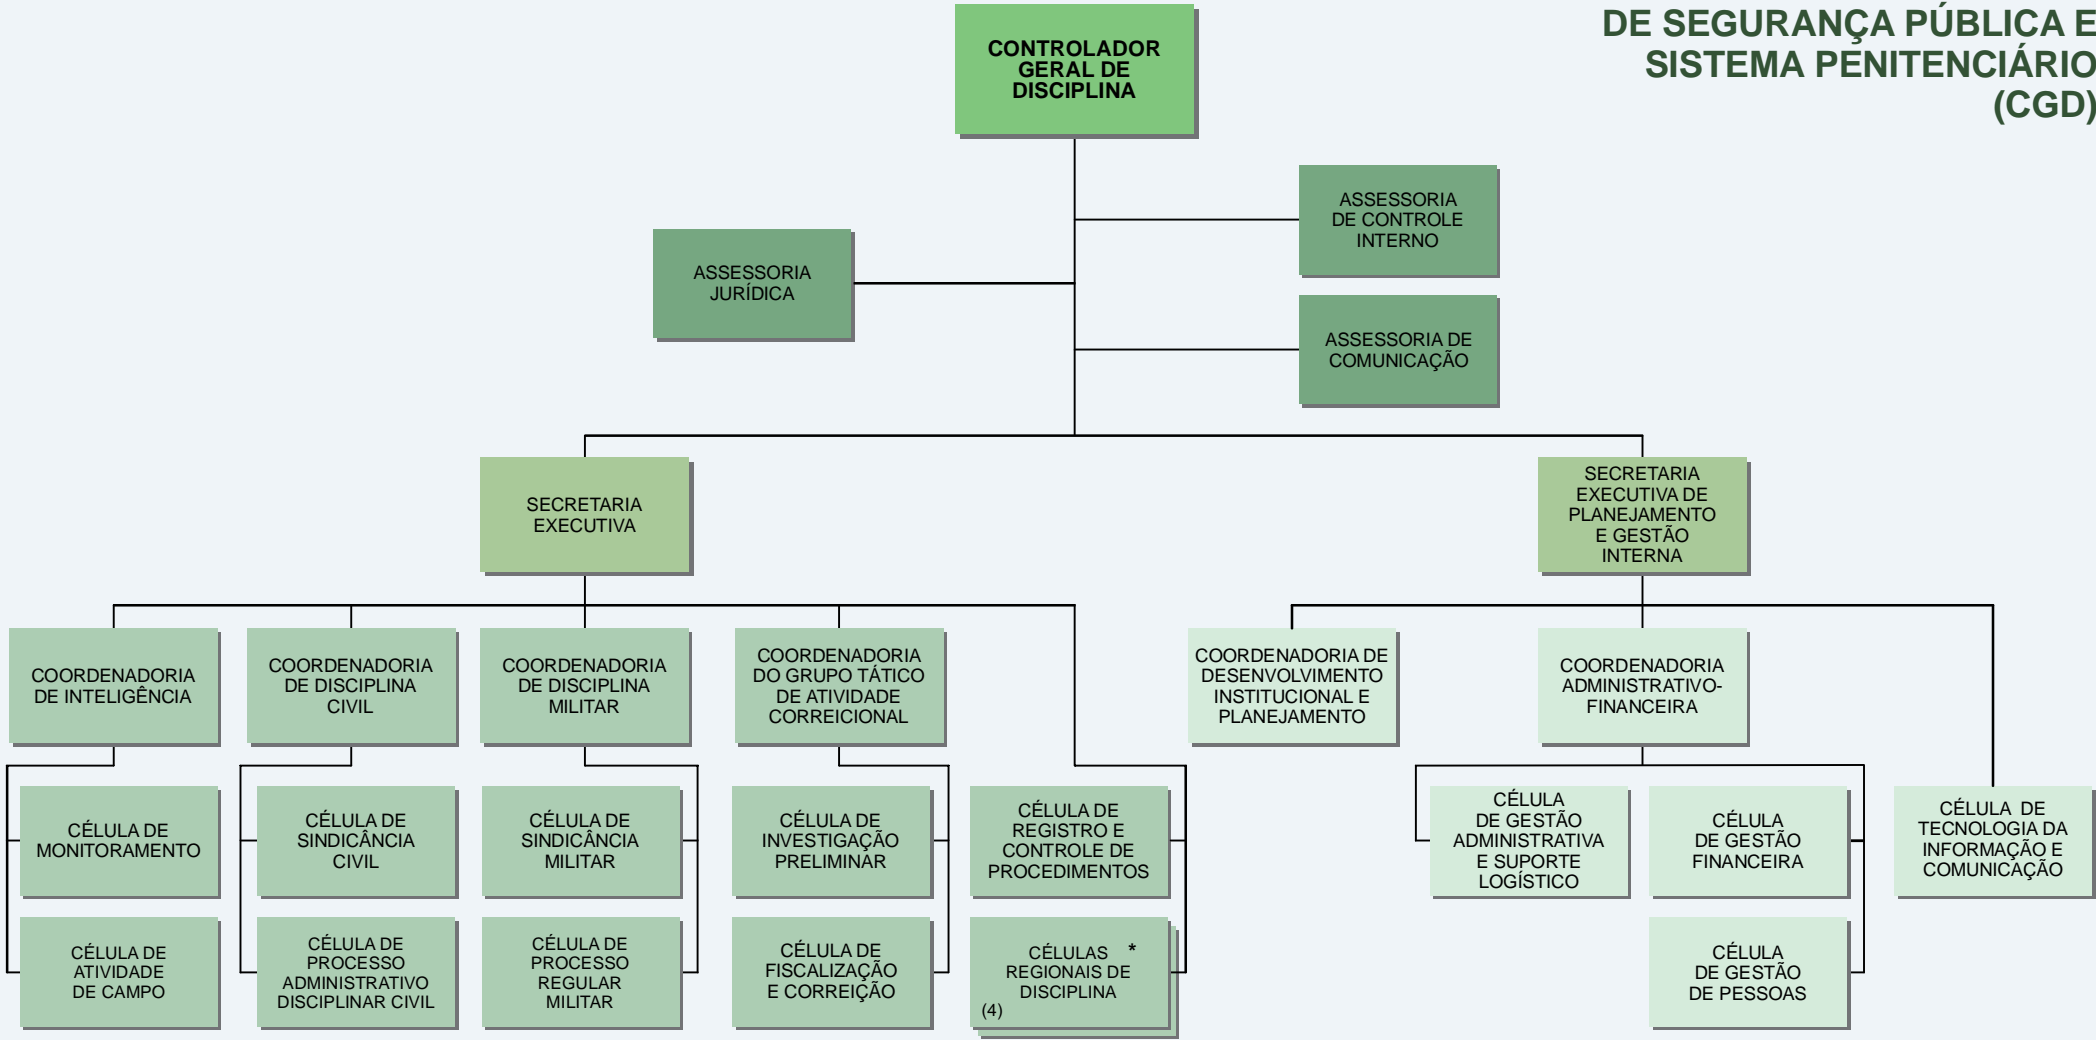 DE SEGURANÇA PÚBLICA E
SISTEMA PENITENCIÁRIO
(CGD)
CONTROLADOR
GERAL DE
DISCIPLINA
ASSESSORIA
DE CONTROLE
INTERNO
ASSESSORIA
JURÍDICA
ASSESSORIA DE
COMUNICAÇÃO
SECRETARIA
EXECUTIVA
SECRETARIA
EXECUTIVA DE
PLANEJAMENTO
E GESTÃO
INTERNA
COORDENADORIA
DE INTELIGÊNCIA
COORDENADORIA
DE DISCIPLINA
CIVIL
COORDENADORIA
DE DISCIPLINA
MILITAR
COORDENADORIA
DO GRUPO TÁTICO
DE ATIVIDADE
CORREICIONAL
COORDENADORIA DE
DESENVOLVIMENTO
INSTITUCIONAL E
PLANEJAMENTO
COORDENADORIA
ADMINISTRATIVO-
FINANCEIRA
CÉLULA DE
MONITORAMENTO
CÉLULA DE
SINDICÂNCIA
CIVIL
CÉLULA DE
SINDICÂNCIA
MILITAR
CÉLULA DE
INVESTIGAÇÃO
PRELIMINAR
CÉLULA DE
REGISTRO E
CONTROLE DE
PROCEDIMENTOS
CÉLULA
DE GESTÃO
ADMINISTRATIVA
E SUPORTE
LOGÍSTICO
CÉLULA
DE GESTÃO
FINANCEIRA
CÉLULA DE
TECNOLOGIA DA
INFORMAÇÃO E
COMUNICAÇÃO
CÉLULA DE
ATIVIDADE
DE CAMPO
CÉLULA DE
PROCESSO
ADMINISTRATIVO
DISCIPLINAR CIVIL
CÉLULA DE
PROCESSO
REGULAR
MILITAR
CÉLULA DE
FISCALIZAÇÃO
E CORREIÇÃO
CÉLULAS *
REGIONAIS DE
DISCIPLINA
(4)
CÉLULA
DE GESTÃO
DE PESSOAS